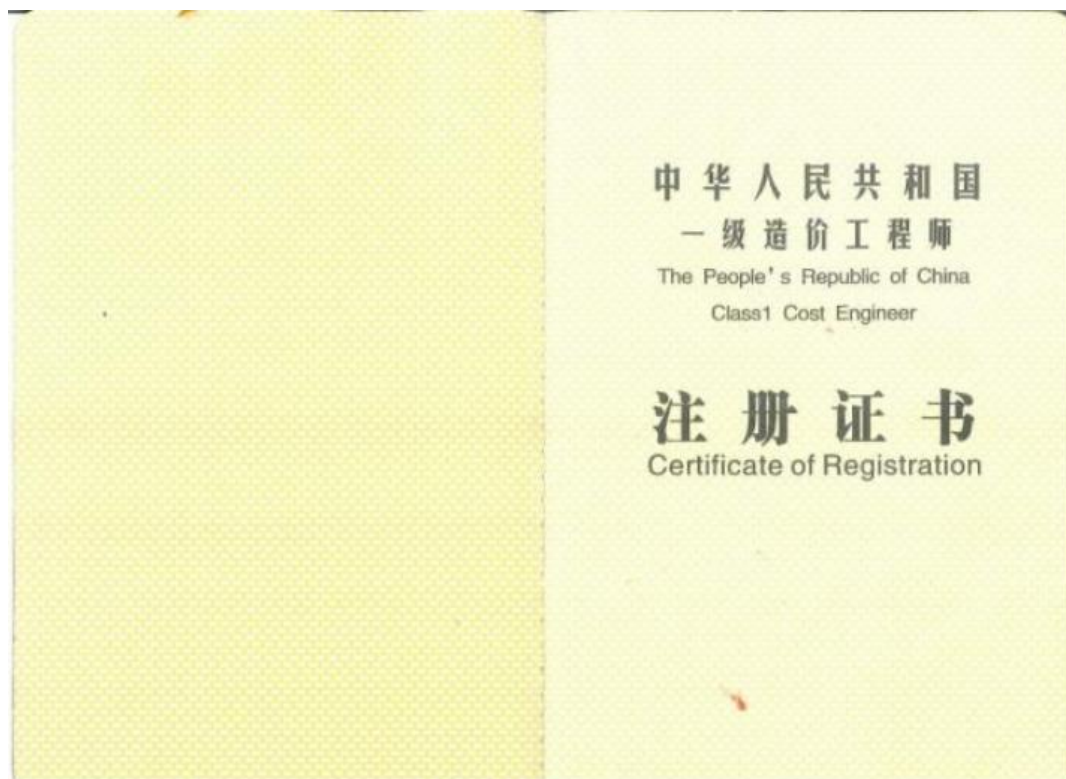 中华人民共和国
一级造价工程师
The People's Republic of China
Class1 Cost Engineer
注册证书
Certificate of Registration